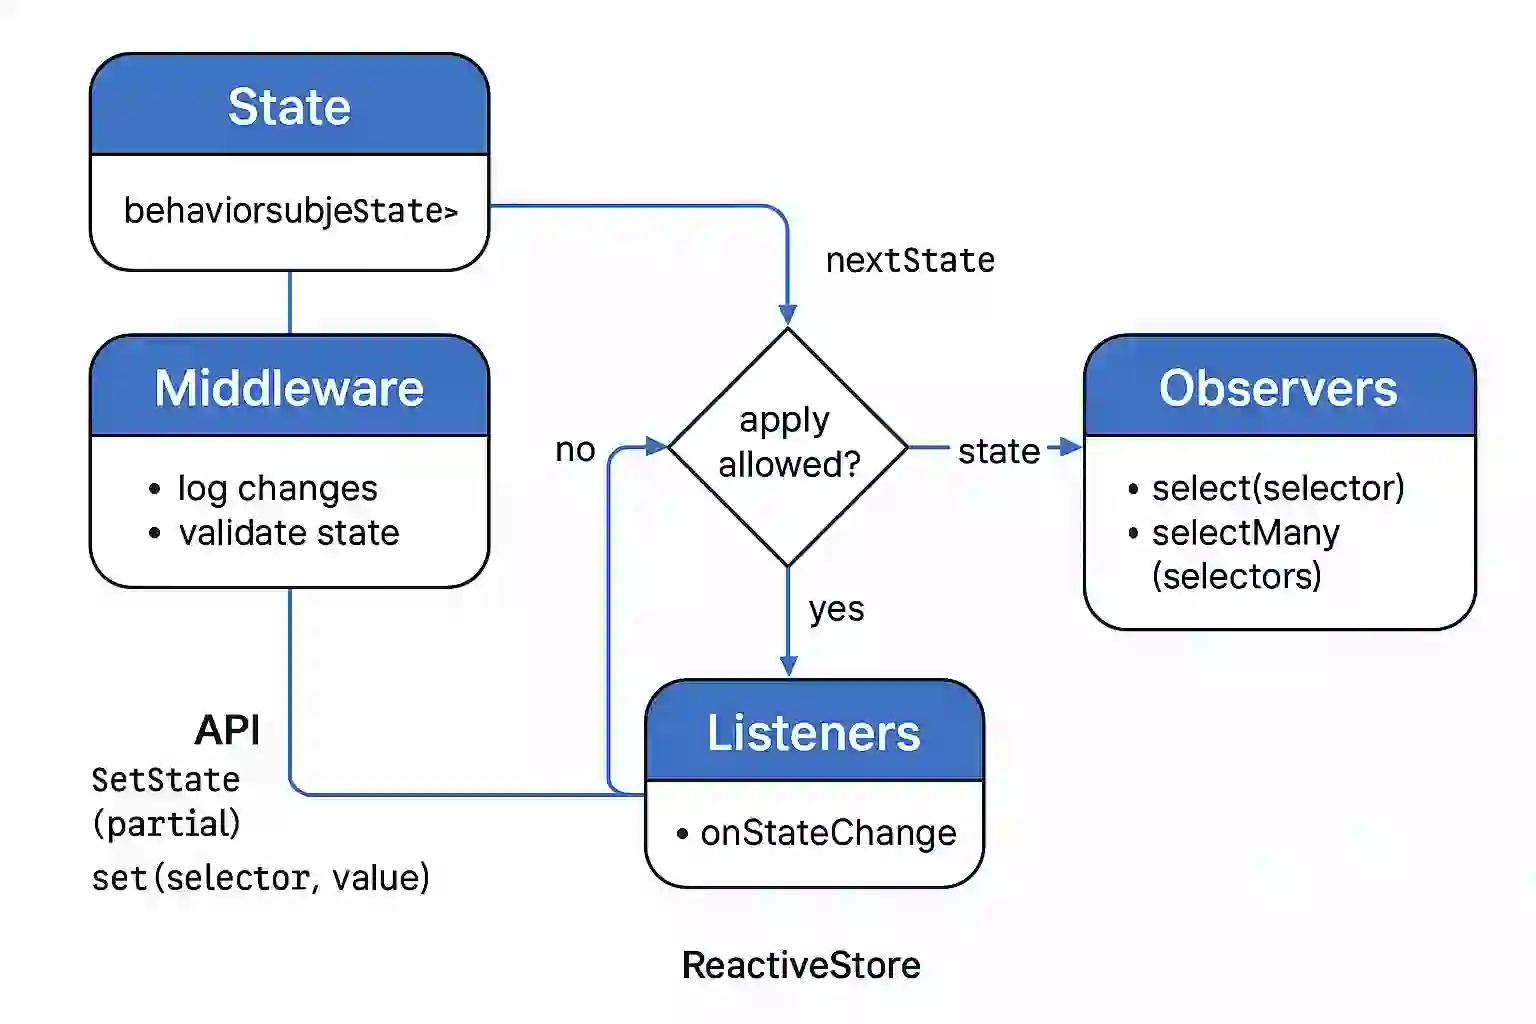 State
behaviorsubjeState>
nextState
Middleware
• log changes
• validate state
no
apply
allowed?
state
Observers
• select(selector)
• selectMany
(selectors)
yes
API
SetState
(partial)
set(selector, value)
Listeners
• onStateChange
ReactiveStore